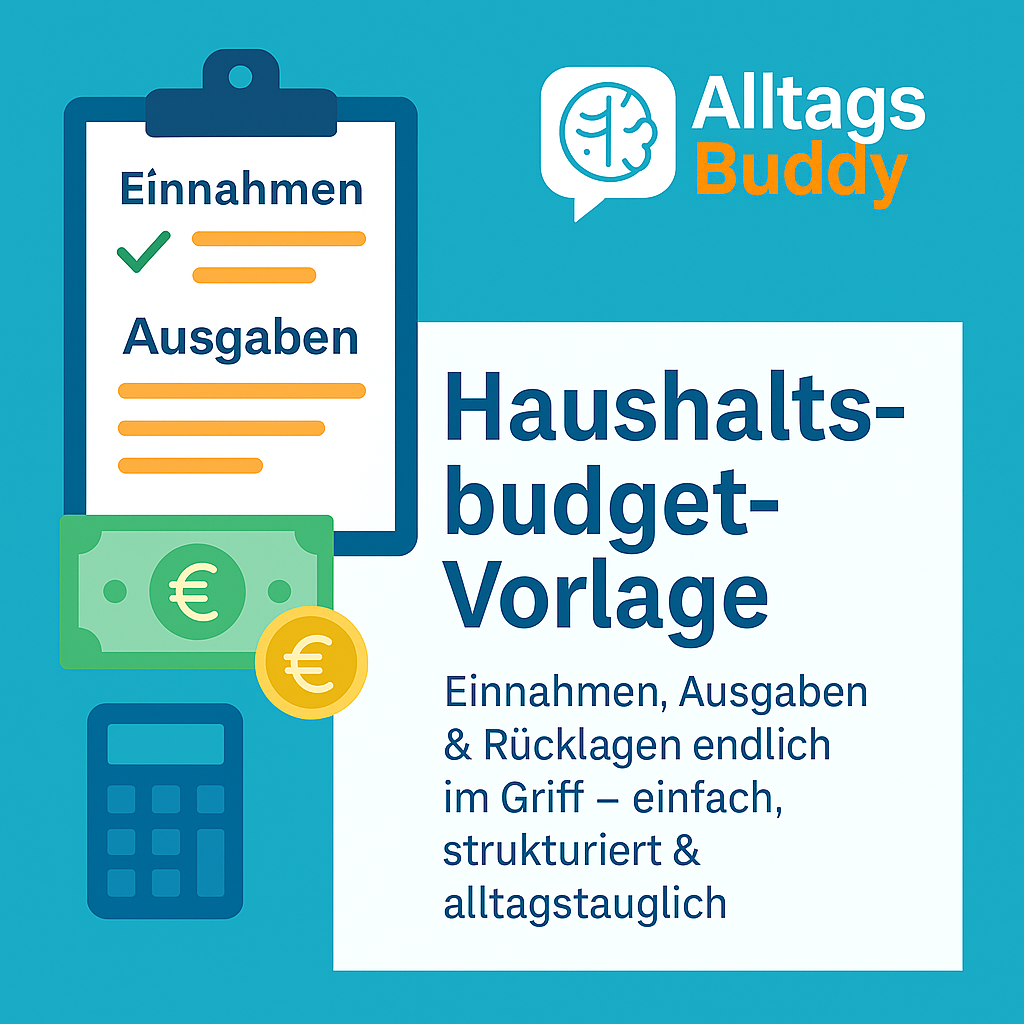 Alltags
Buddy
Einnahmen
Ausgaben
€
€
Haushalts-
budget-
Vorlage
Einnahmen, Ausgaben
& Rücklagen endlich
im Griff – einfach,
strukturiert &
alltagstauglich